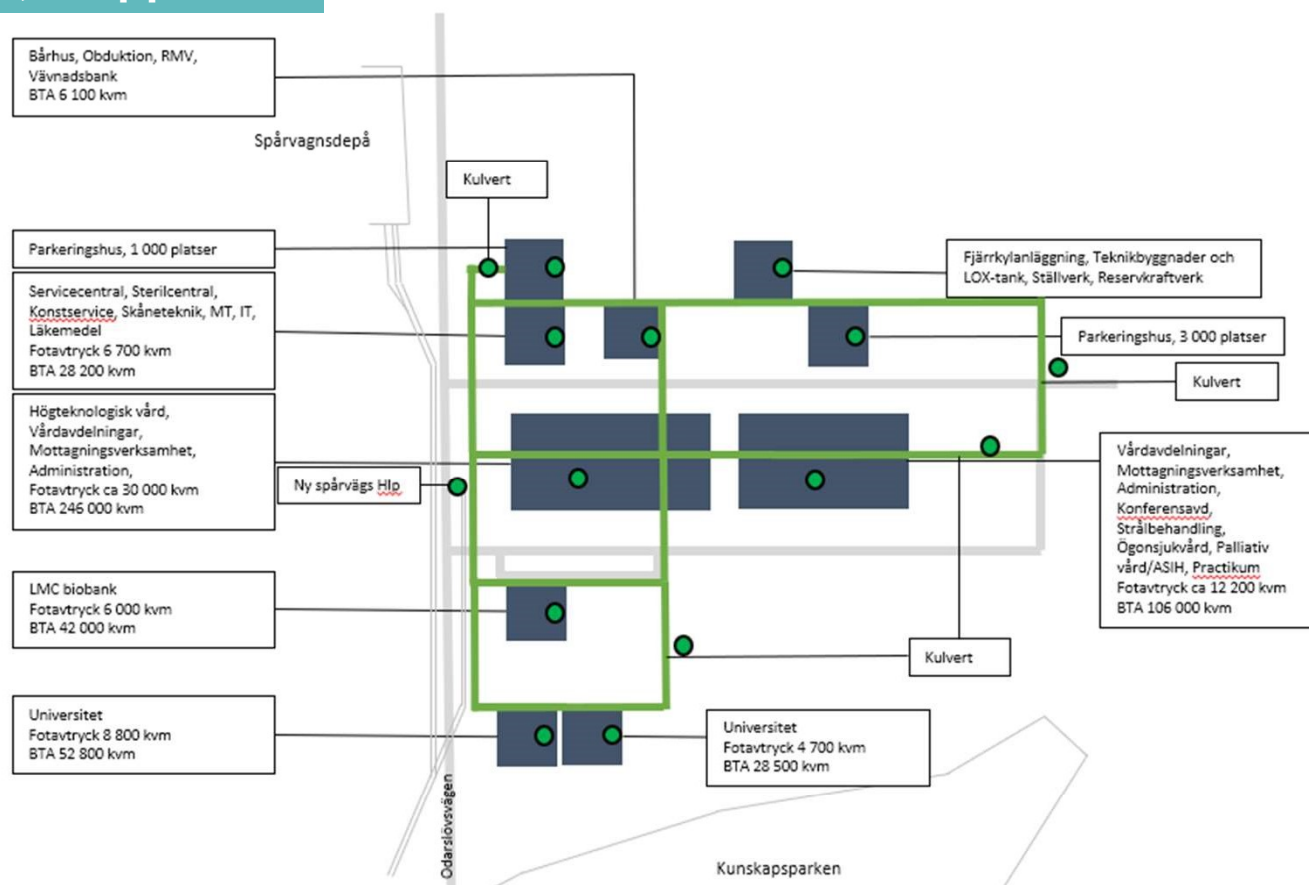 Bårhus, Obduktion, RMV,
Vävnadsbank
BTA 6 100 kvm
Spårvagnsdepå
Kulvert
Parkeringshus, 1 000 platser
Fjärrkylanläggning, Teknikbyggnader och
LOX-tank, Ställverk, Reservkraftverk
Servicecentral, Sterilcentral,
Konstservice, Skåneteknik, MT, IT,
Läkemedel
Fotavtryck 6 700 kvm
BTA 28 200 kvm
Parkeringshus, 3 000 platser
Kulvert
Högteknologisk vård,
Vårdavdelningar,
Mottagningsverksamhet,
Administration,
Fotavtryck ca 30 000 kvm
BTA 246 000 kvm
Ny spårvägs Hlp
Vårdavdelningar,
Mottagningsverksamhet,
Administration,
Konferensavd,
Strålbehandling,
Ögonsjukvård, Palliativ
vård/ASIH, Practikum
Fotavtryck ca 12 200 kvm
BTA 106 000 kvm
LMC biobank
Fotavtryck 6 000 kvm
BTA 42 000 kvm
Kulvert
Universitet
Fotavtryck 8 800 kvm
BTA 52 800 kvm
Universitet
Fotavtryck 4 700 kvm
BTA 28 500 kvm
Odarslövsvägen
Kunskapsparken